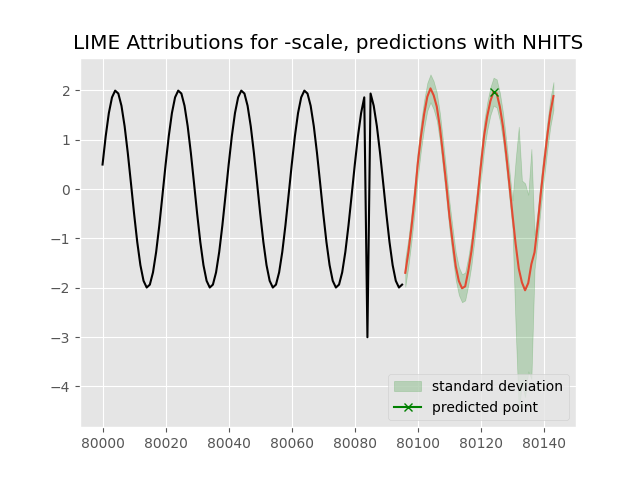 LIME Attributions for -scale, predictions with NHITS
2
1
0
−1
−2
−3
−4
standard deviation
predicted point
80000 80020 80040 80060 80080 80100 80120 80140